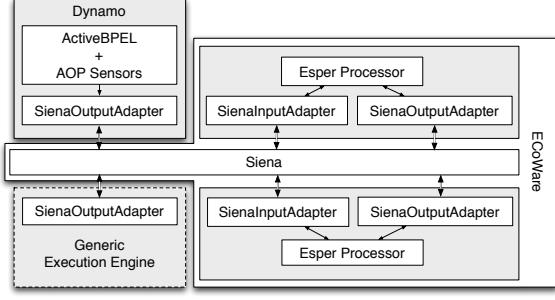 Dynamo
ActiveBPEL
+
AOP Sensors
SienaOutputAdapter
Esper Processor
SienaInputAdapter
SienaOutputAdapter
Siena
ECoWare
SienaOutputAdapter
Generic
Execution Engine
SienaInputAdapter
SienaOutputAdapter
Esper Processor